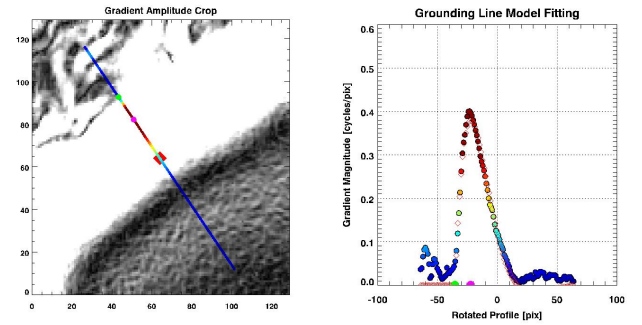 Gradient Amplitude Crop
120
100
80
60
40
20
0
0 20 40 60 80 100 120
Grounding Line Model Fitting
Gradient Magnitude [cycles/pix]
0.6
0.5
0.4
0.3
0.2
0.1
0.0
-100 -50 0 50 100
Rotated Profile [pix]